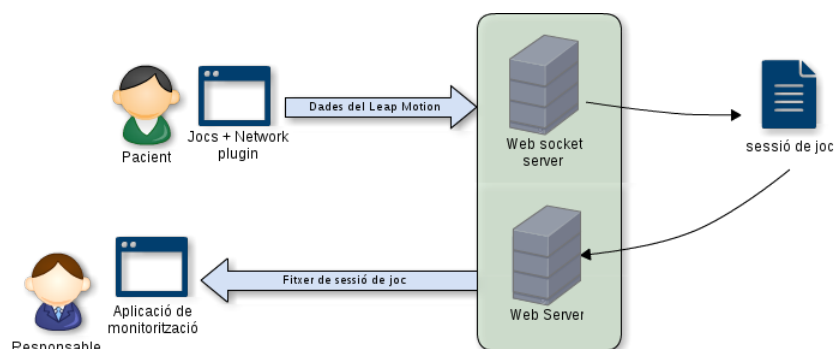 Dades del Leap Motion
Jocs + Network
plugin
Pacient
Web socket
server
sessió de joc
Fitxer de sessió de joc
Aplicació de
monitorització
Web Server
Responsable